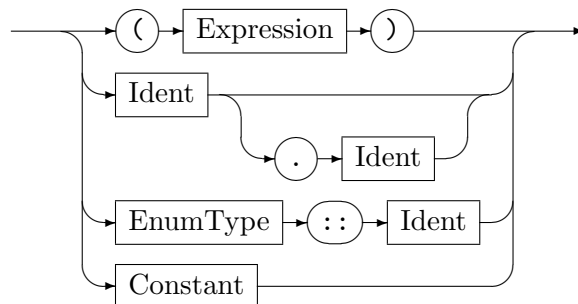 ( Expression )
Ident
. Ident
EnumType :: Ident
Constant